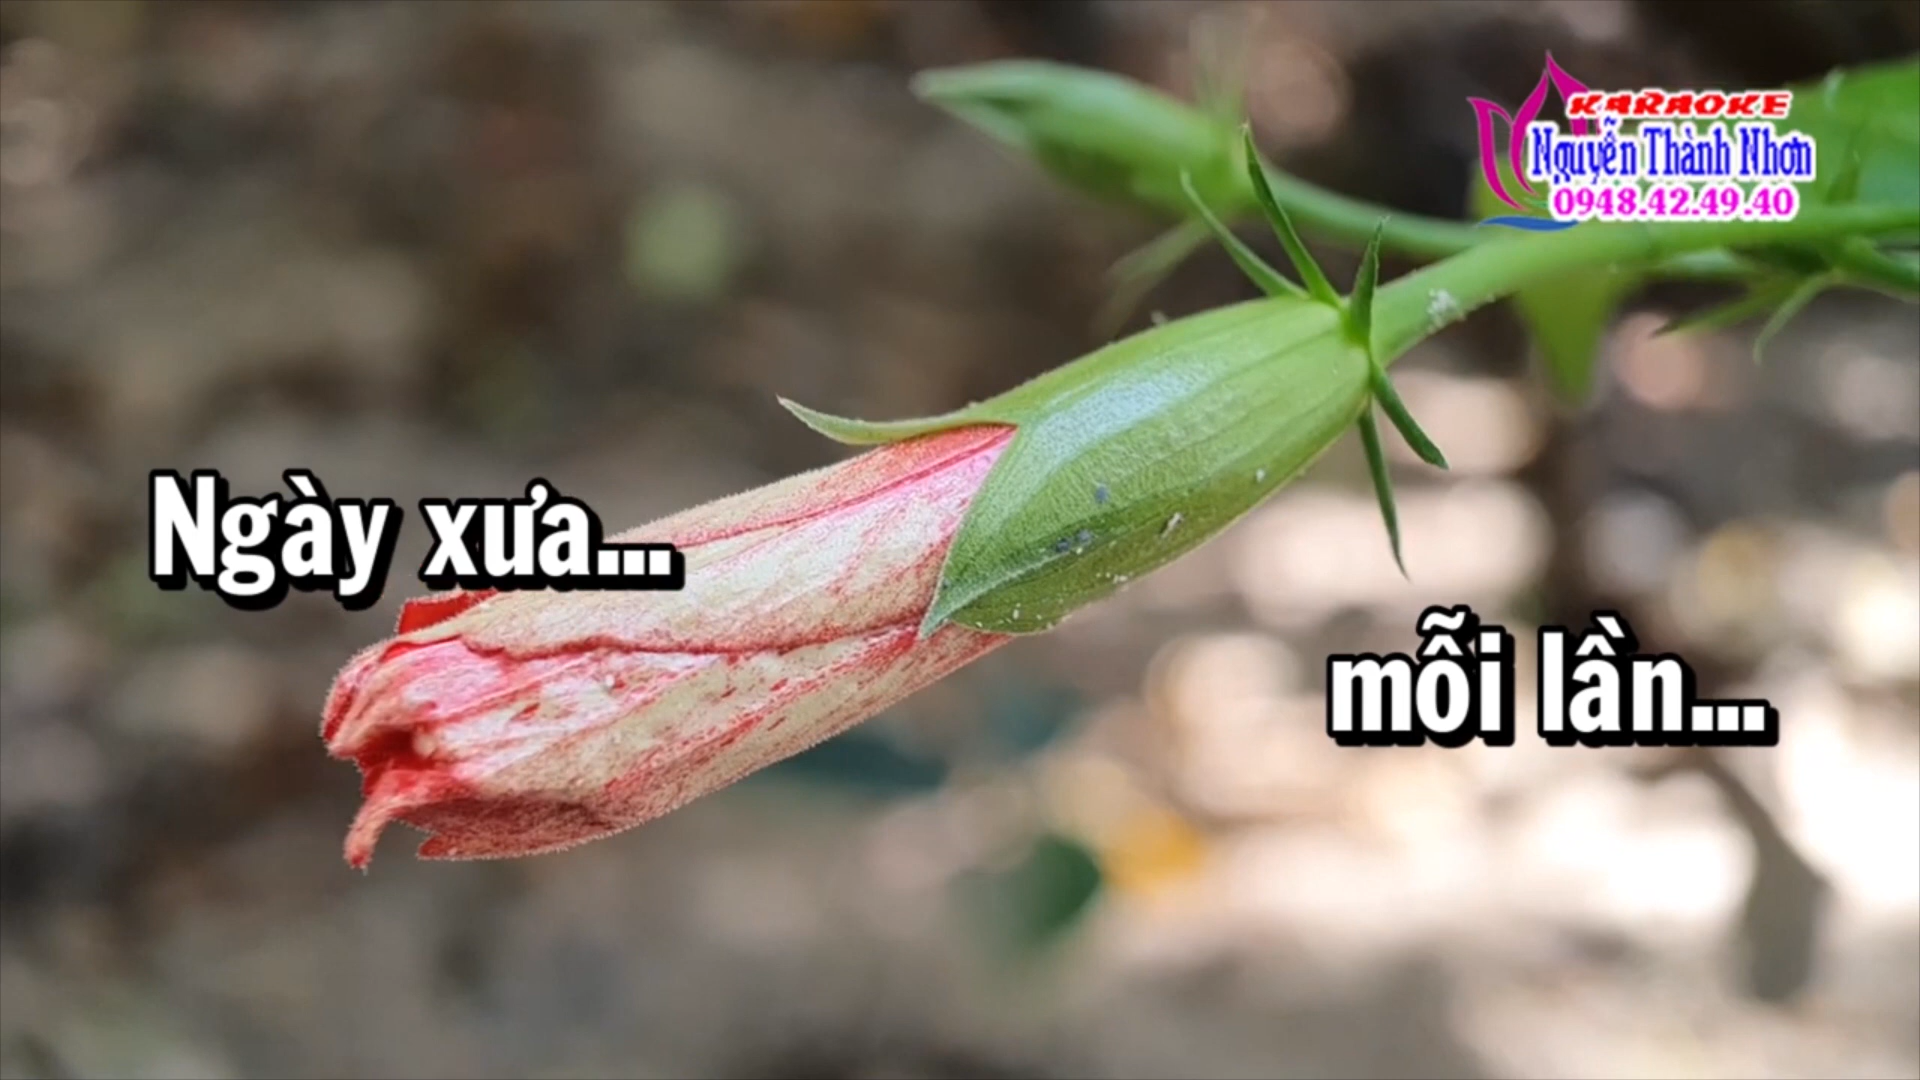 KARAOKE
Nguyễn Thành Nhơn
0948.42.49.40
Ngày xưa...
mỗi lần...